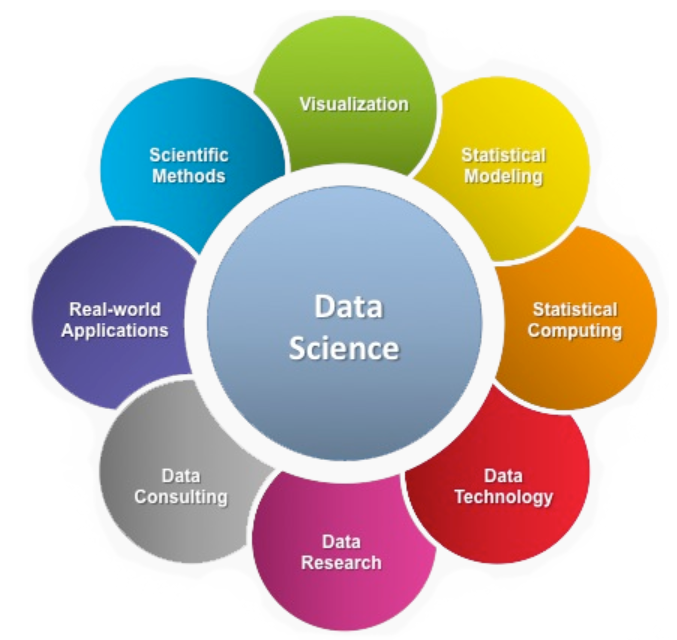 Visualization
Statistical
Modeling
Statistical
Computing
Data
Technology
Data
Research
Data
Consulting
Real-world
Applications
Scientific
Methods
Data
Science